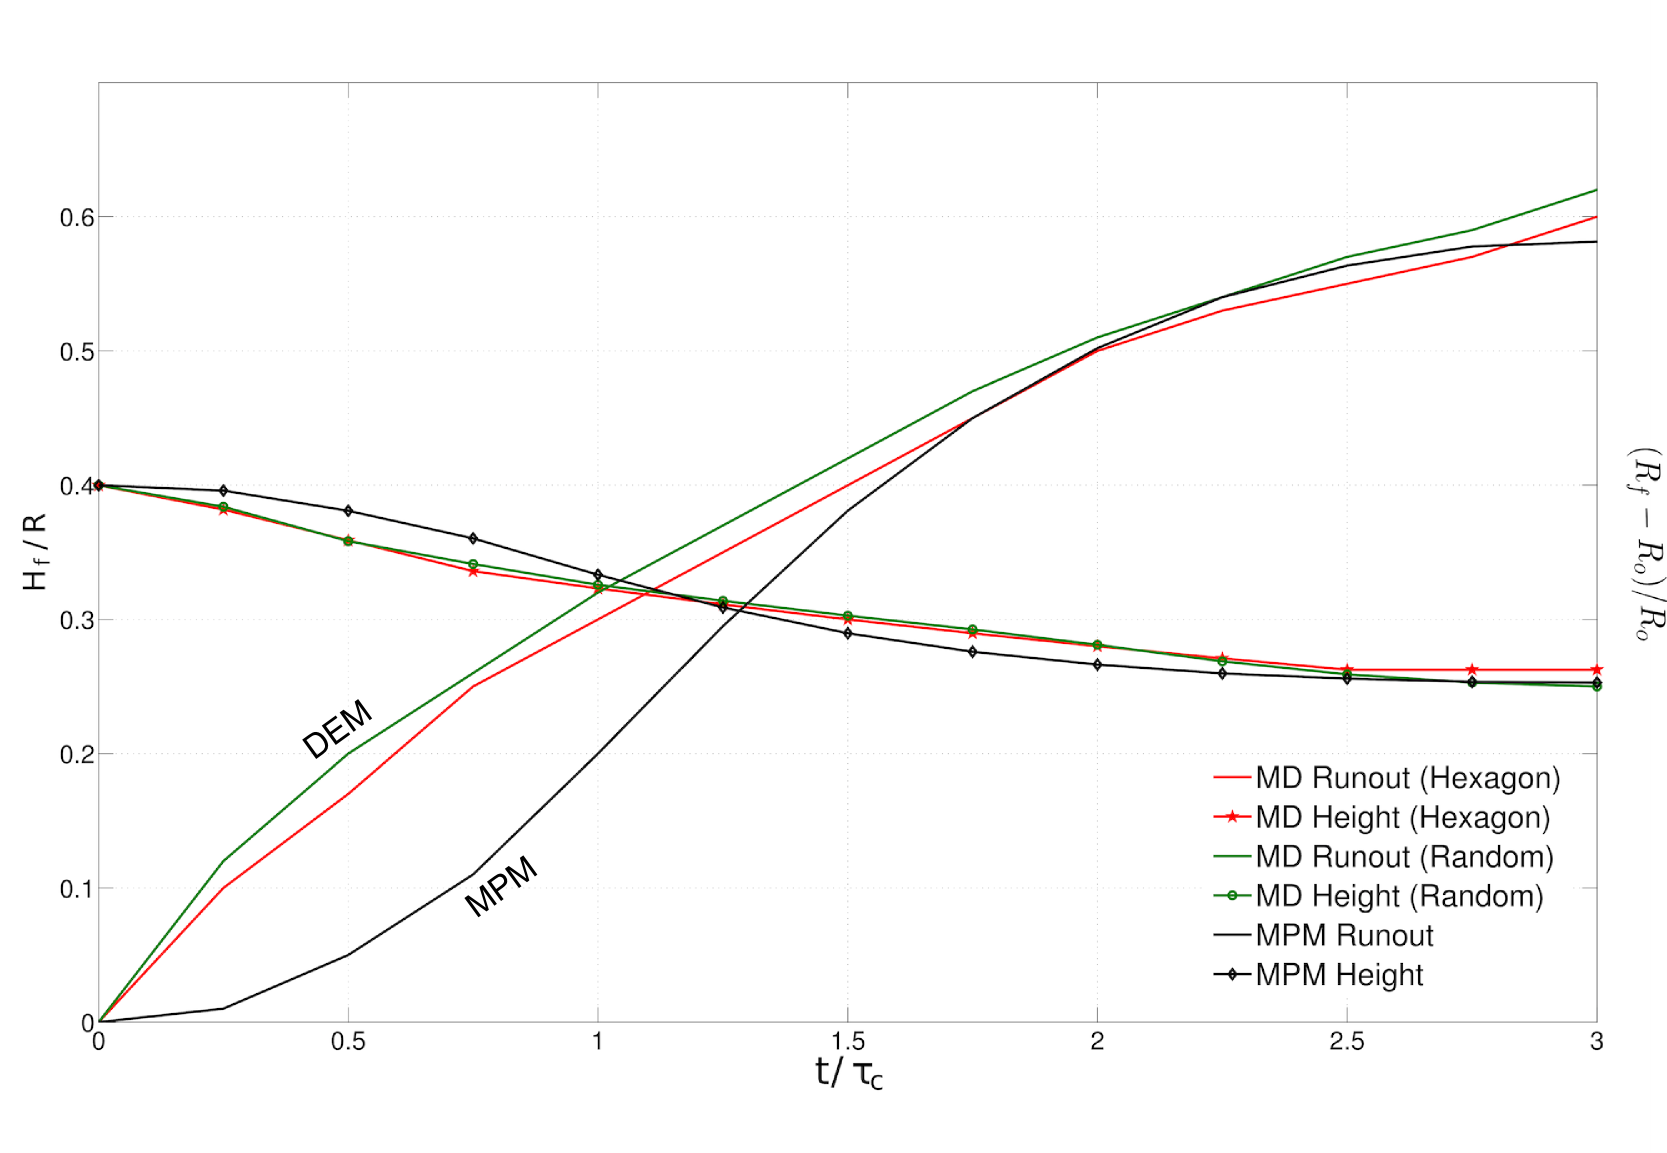 0.6
0.5
0.4
0.3
0.2
0.1
0
0
0.5
1
1.5
2
2.5
3
H_f / R
t / τ_c
(R_f − R_o)/R_o
DEM
MPM
MD Runout (Hexagon)
MD Height (Hexagon)
MD Runout (Random)
MD Height (Random)
MPM Runout
MPM Height